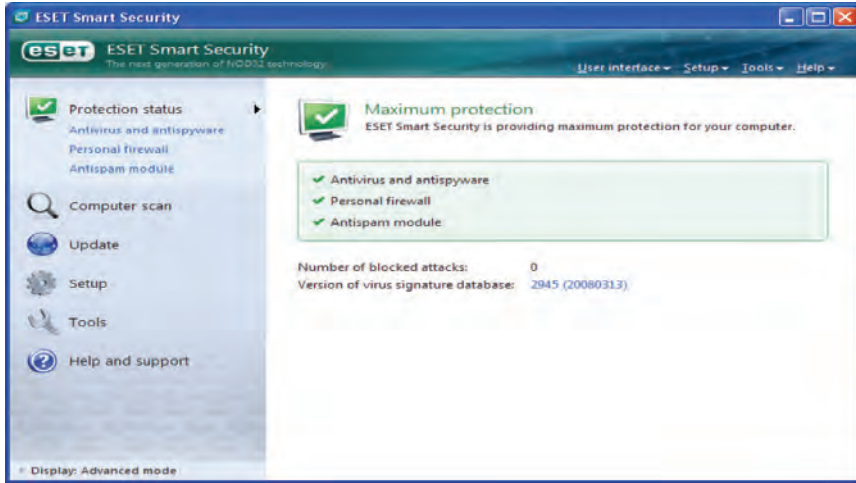 ESET Smart Security
eset ESET Smart Security
The next generation of NOD32 technology.
User interface Setup Tools Help
Protection status
Antivirus and antispyware
Personal firewall
Antispam module
Computer scan
Update
Setup
Tools
Help and support
Display: Advanced mode
Maximum protection
ESET Smart Security is providing maximum protection for your computer.
Antivirus and antispyware
Personal firewall
Antispam module
Number of blocked attacks: 0
Version of virus signature database: 2945 (20080313)